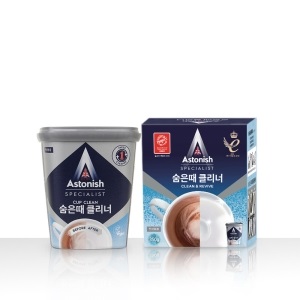 Astonish
SPECIALIST
CUP CLEAN
숨은때 클리너
BEFORE AFTER
Astonish
SPECIALIST
숨은때 클리너
CLEAN & REVIVE